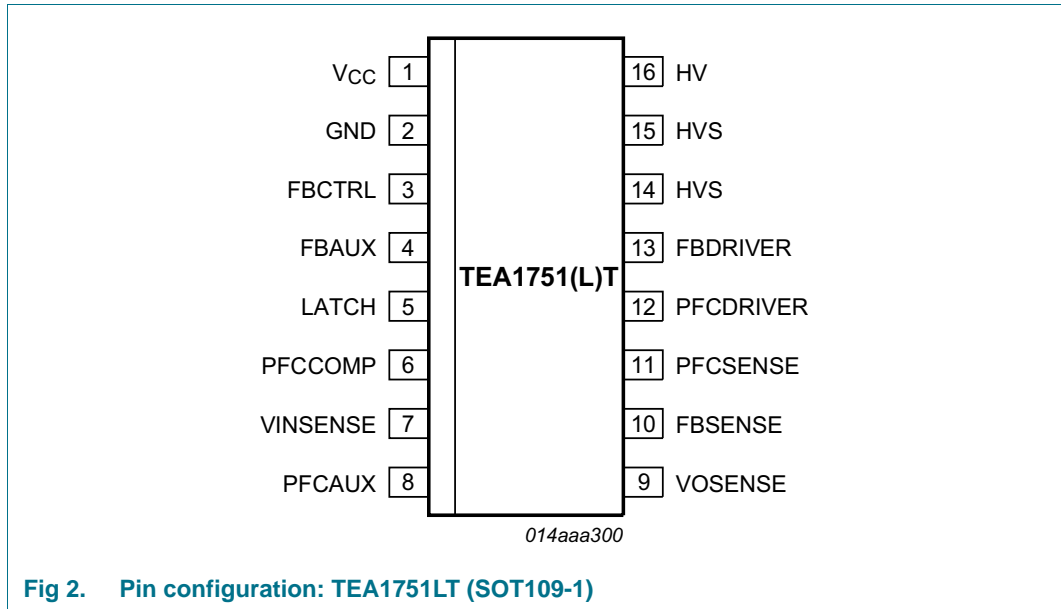 VCC 1
GND 2
FBCTRL 3
FBAUX 4
LATCH 5
PFCCOMP 6
VINSENSE 7
PFCAUX 8
TEA1751(L)T
16 HV
15 HVS
14 HVS
13 FBDRIVER
12 PFCDRIVER
11 PFCSENSE
10 FBSENSE
9 VOSENSE
014aaa300
Fig 2. Pin configuration: TEA1751LT (SOT109-1)